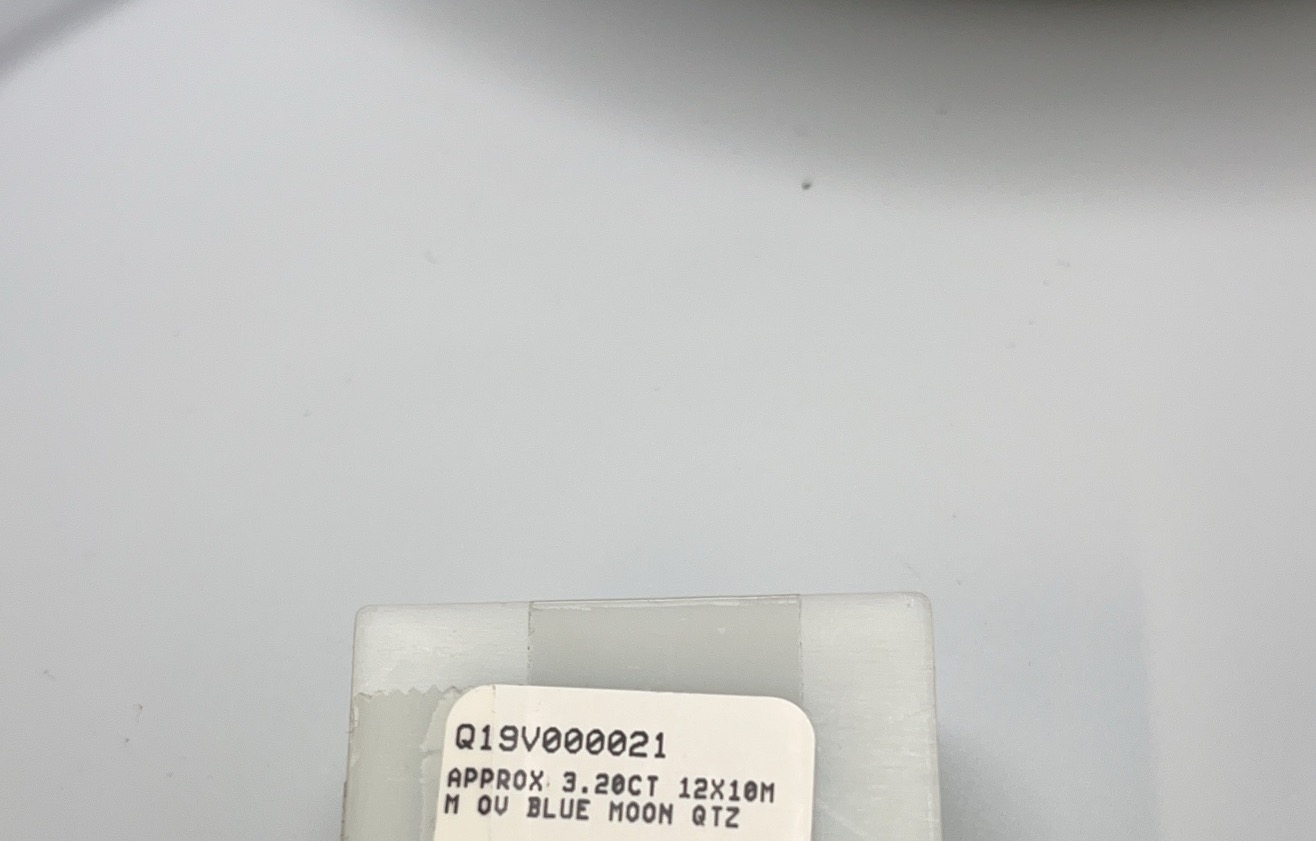 Q19V000021
APPROX 3.20CT 12X10M
M OV BLUE MOON QTZ